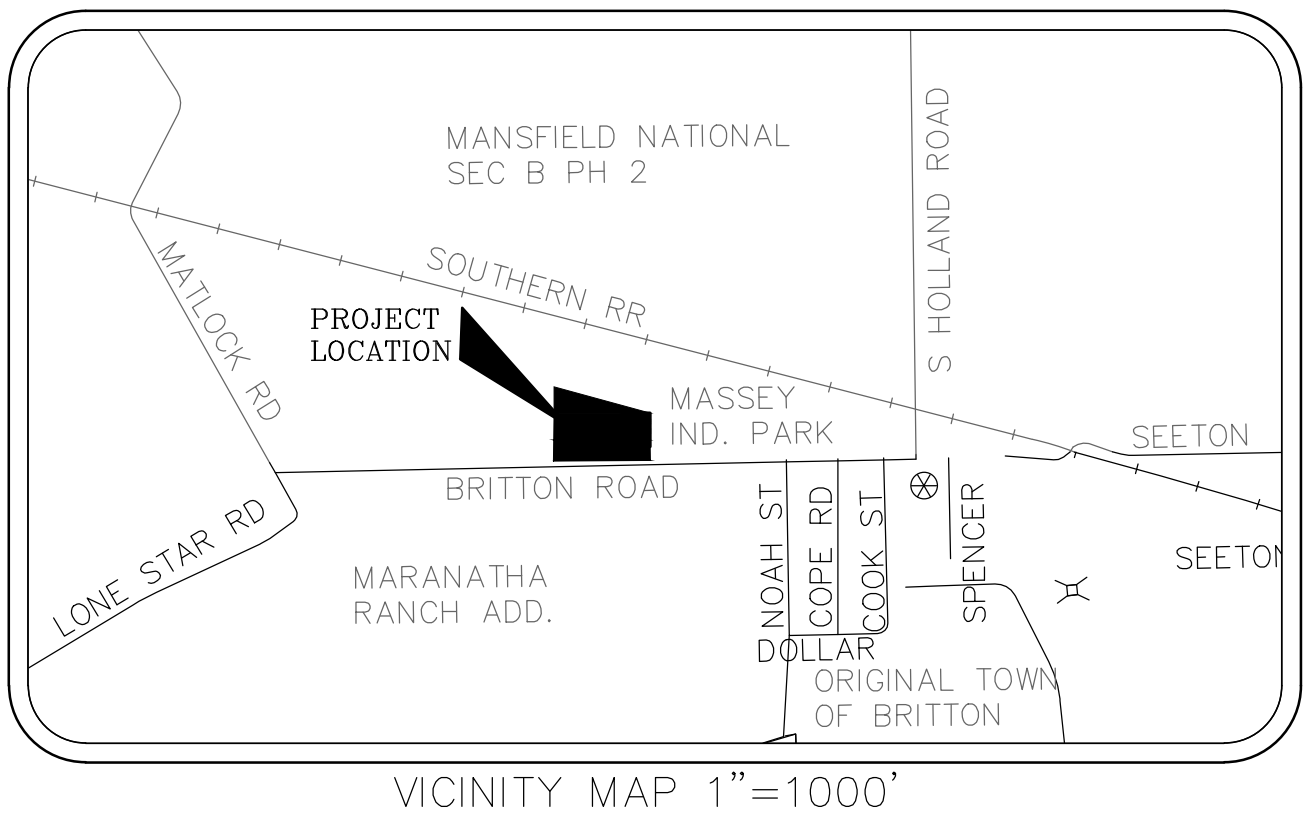 MANSFIELD NATIONAL
SEC B PH 2
S HOLLAND ROAD
SOUTHERN RR
MATLOCK RD
PROJECT
LOCATION
MASSEY
IND. PARK
SEETON
BRITTON ROAD
LONE STAR RD
NOAH ST
COPE RD
COOK ST
SPENCER
SEETON
MARANATHA
RANCH ADD.
DOLLAR
ORIGINAL TOWN
OF BRITTON
VICINITY MAP 1"=1000'